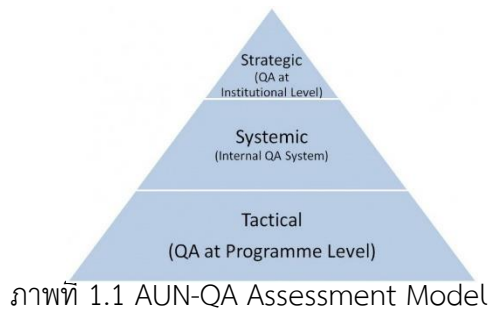 Strategic
(QA at
Institutional Level)
Systemic
(Internal QA System)
Tactical
(QA at Programme Level)
ภาพที่ 1.1 AUN-QA Assessment Model